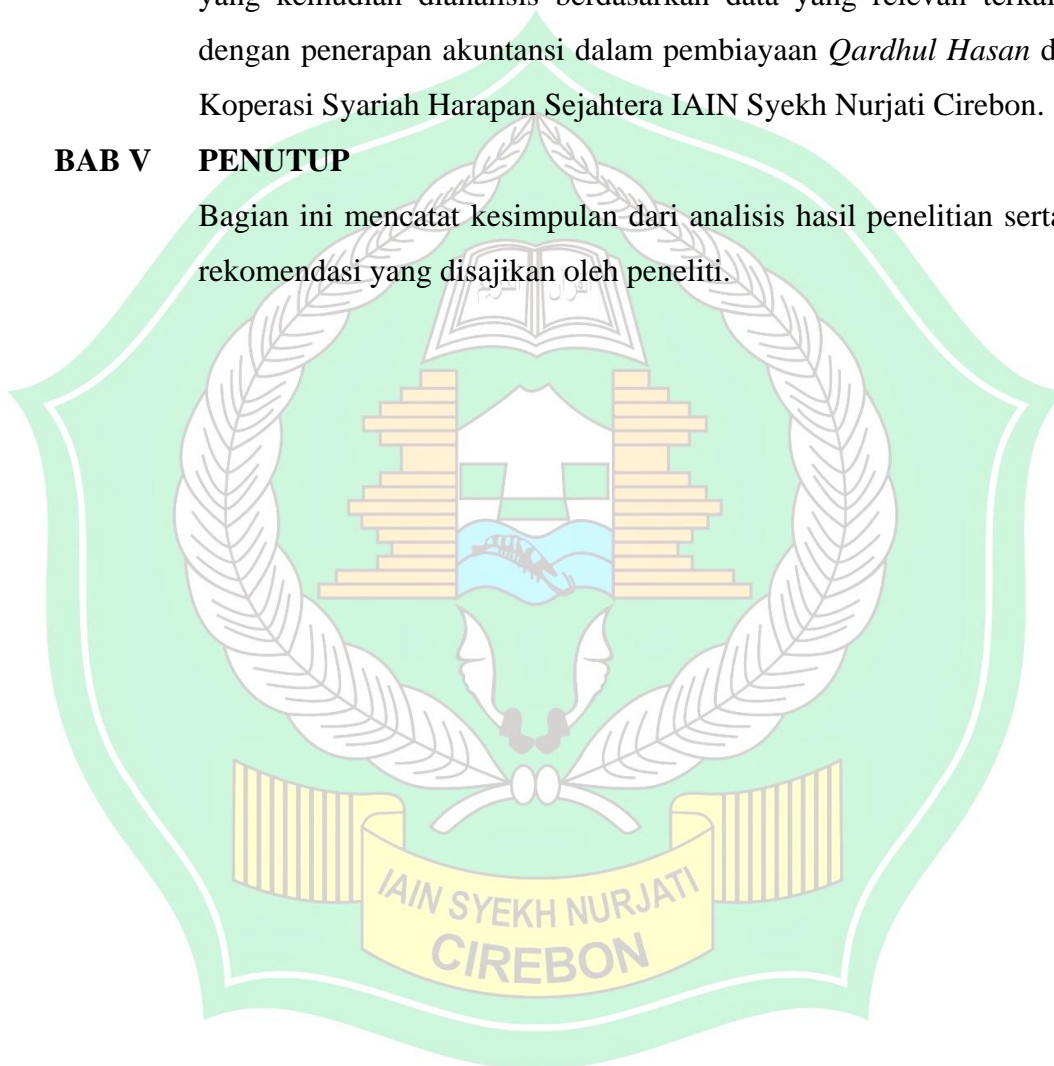 yang kemudian dianalisis berdasarkan data yang relevan terkai
dengan penerapan akuntansi dalam pembiayaan Qardhul Hasan d
Koperasi Syariah Harapan Sejahtera IAIN Syekh Nurjati Cirebon.
BAB V PENUTUP
Bagian ini mencatat kesimpulan dari analisis hasil penelitian serta
rekomendasi yang disajikan oleh peneliti.
IAIN SYEKH NURJATI
CIREBON